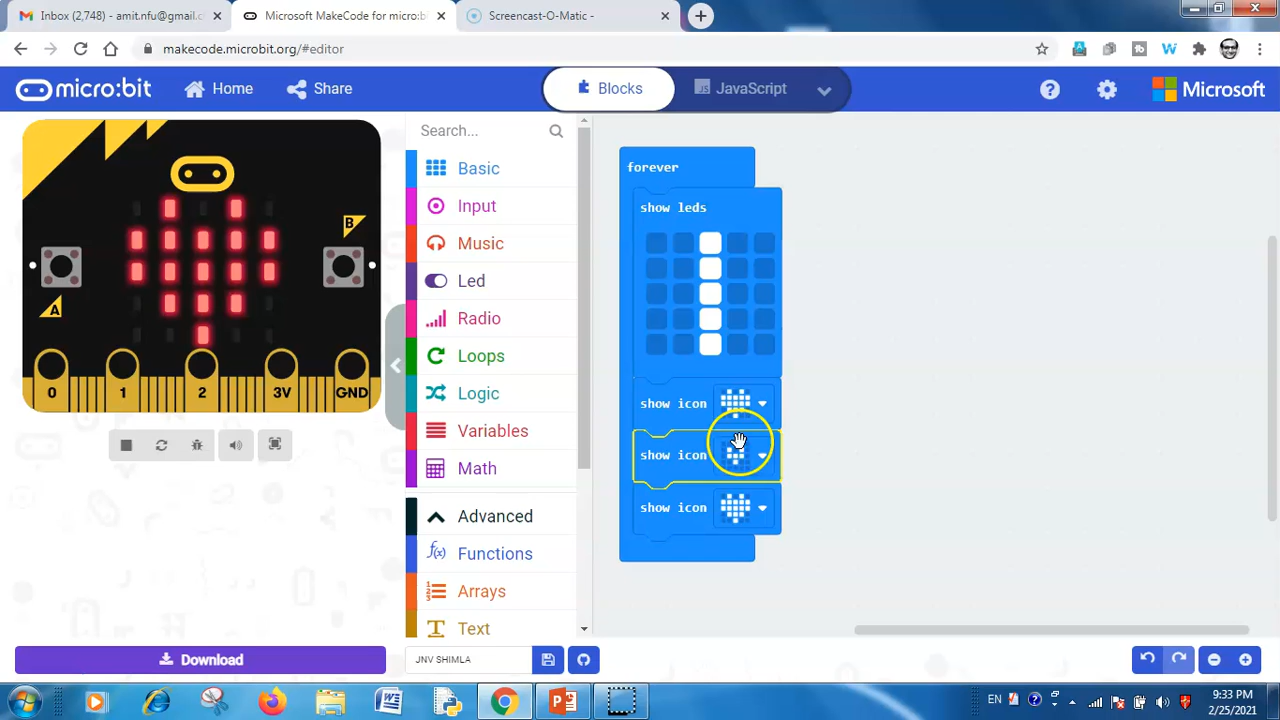 Inbox (2,748) - amit.nfu@gmail.c
Microsoft MakeCode for micro:bit
Screencast-O-Matic -
makecode.microbit.org/#editor
micro:bit
Home
Share
Blocks
JavaScript
Microsoft
Search...
Basic
Input
Music
Led
Radio
Loops
Logic
Variables
Math
Advanced
Functions
Arrays
Text
forever
show leds
show icon
show icon
show icon
A
B
0
1
2
3V
GND
Download
JNV SHIMLA
EN
9:33 PM
2/25/2021